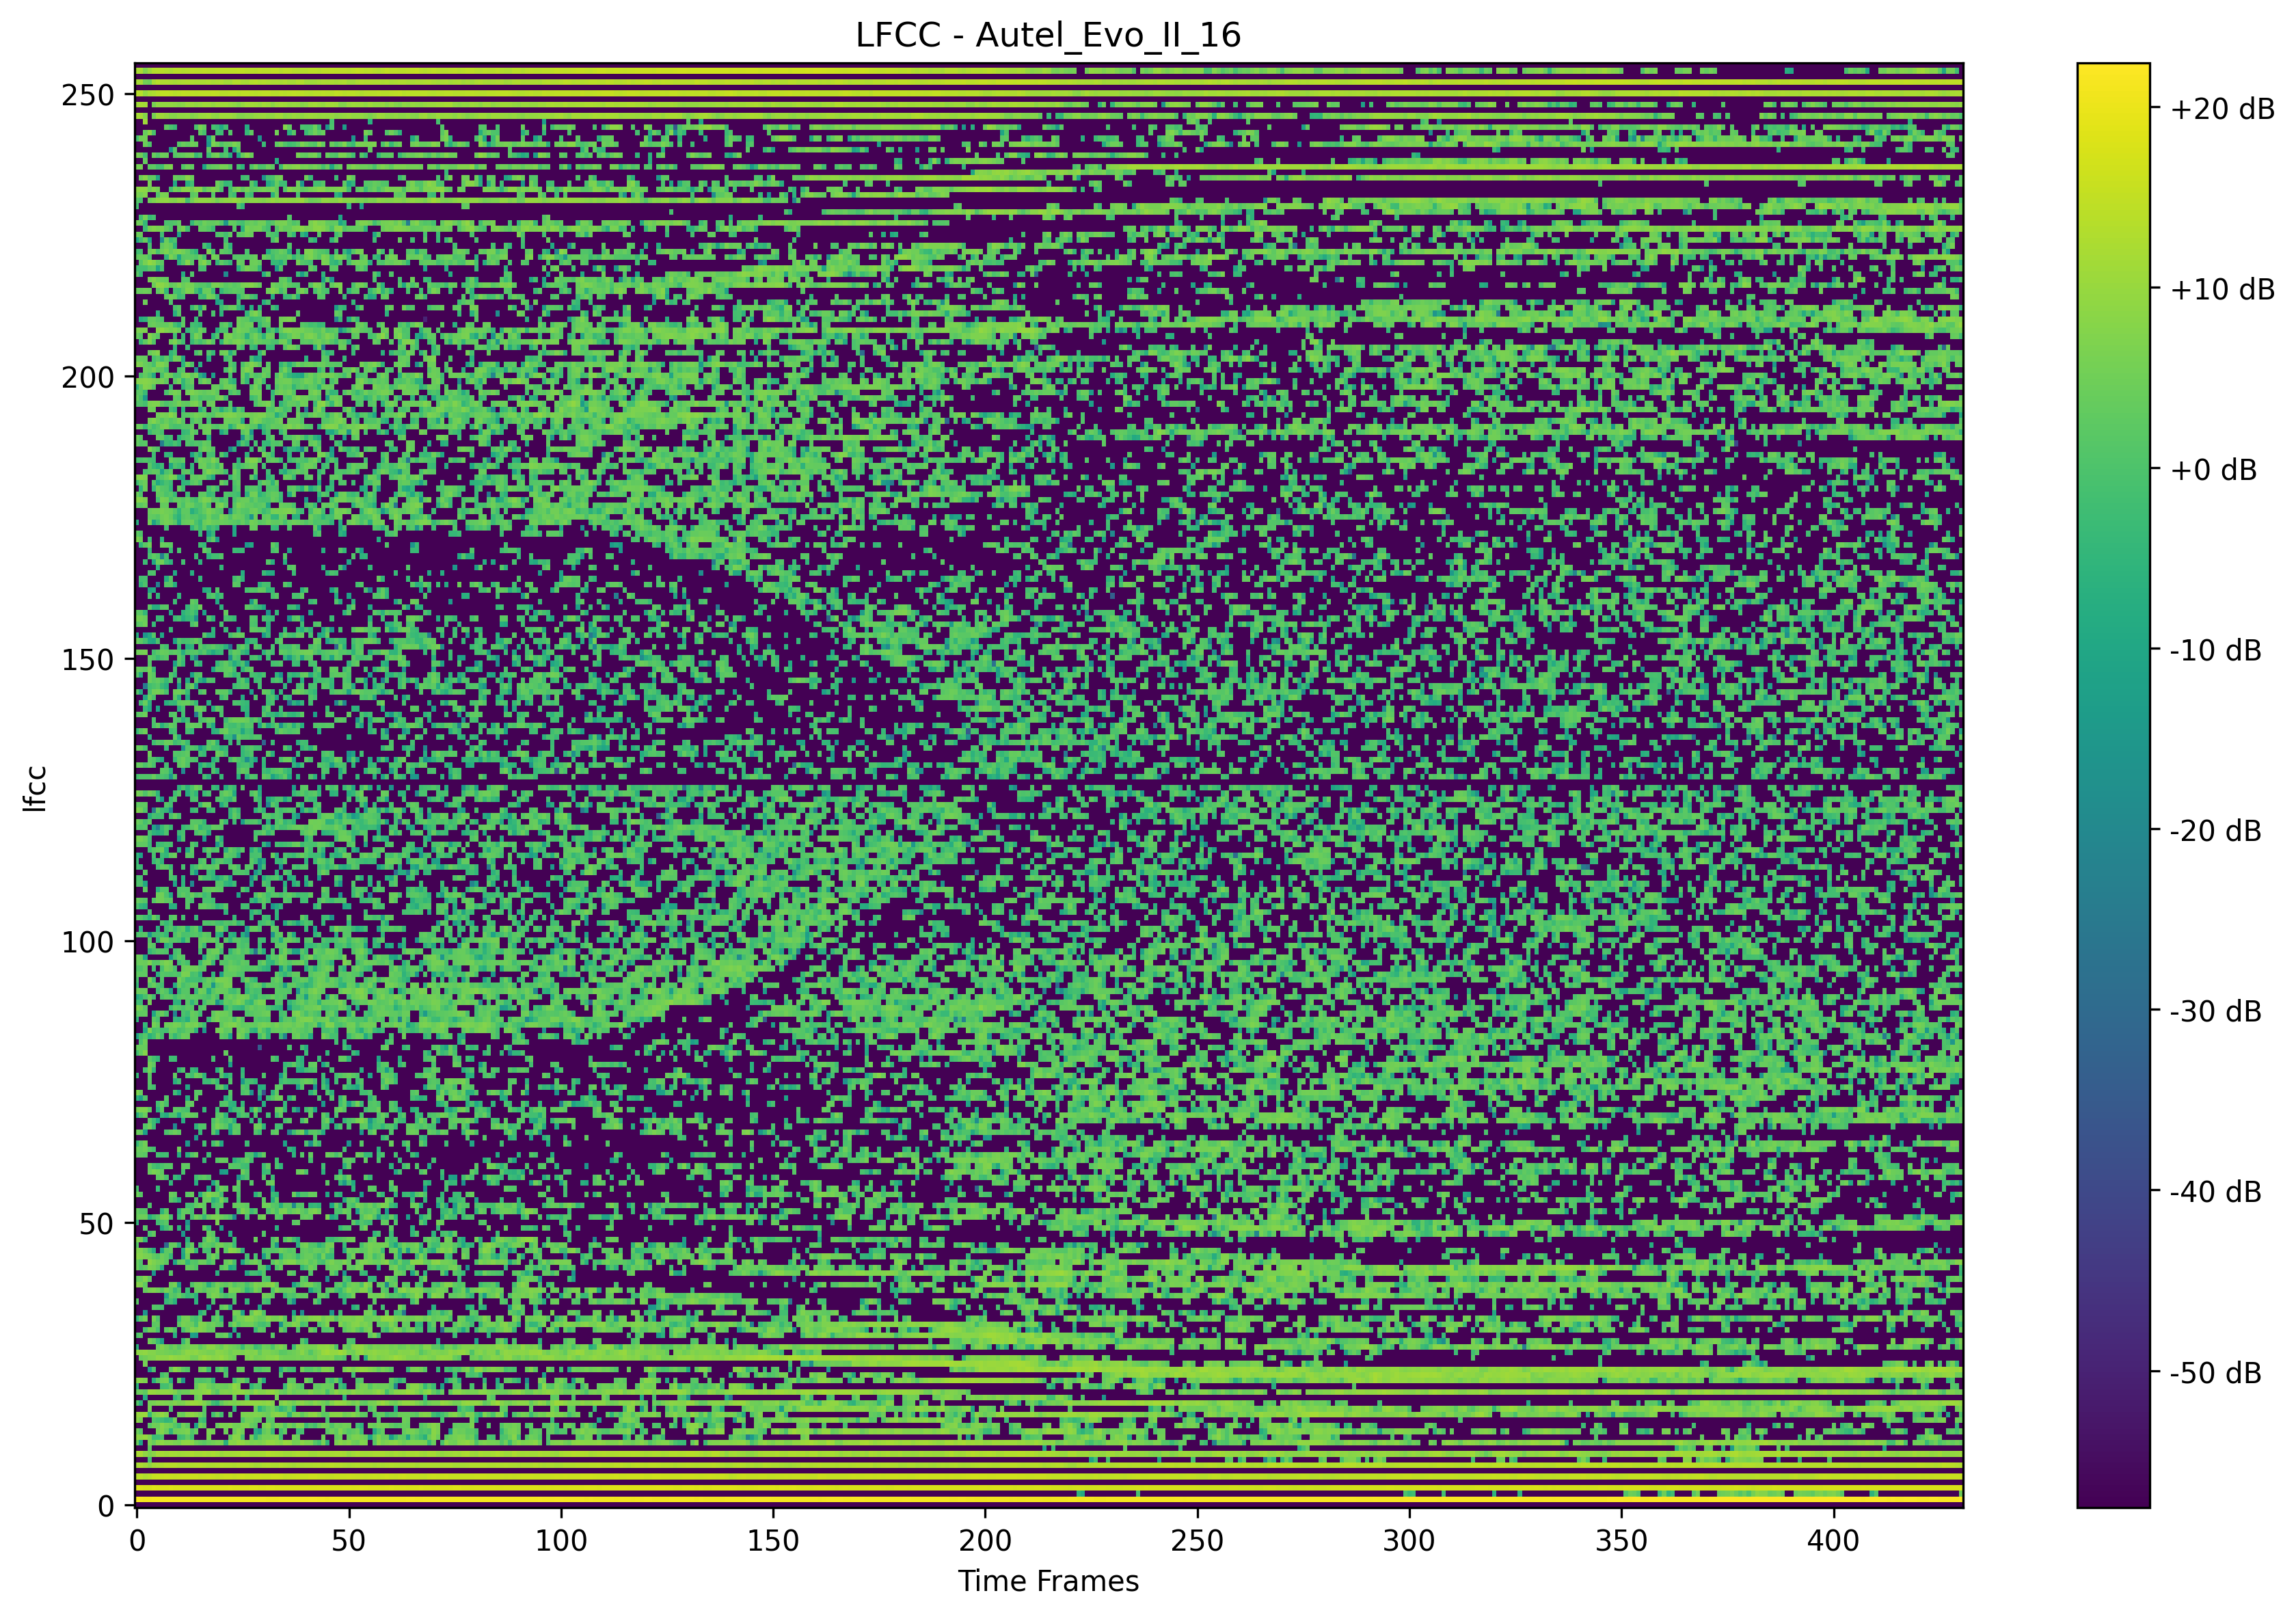 LFCC - Autel_Evo_II_16
250
200
150
100
50
0
lfcc
0 50 100 150 200 250 300 350 400
Time Frames
+20 dB
+10 dB
+0 dB
-10 dB
-20 dB
-30 dB
-40 dB
-50 dB